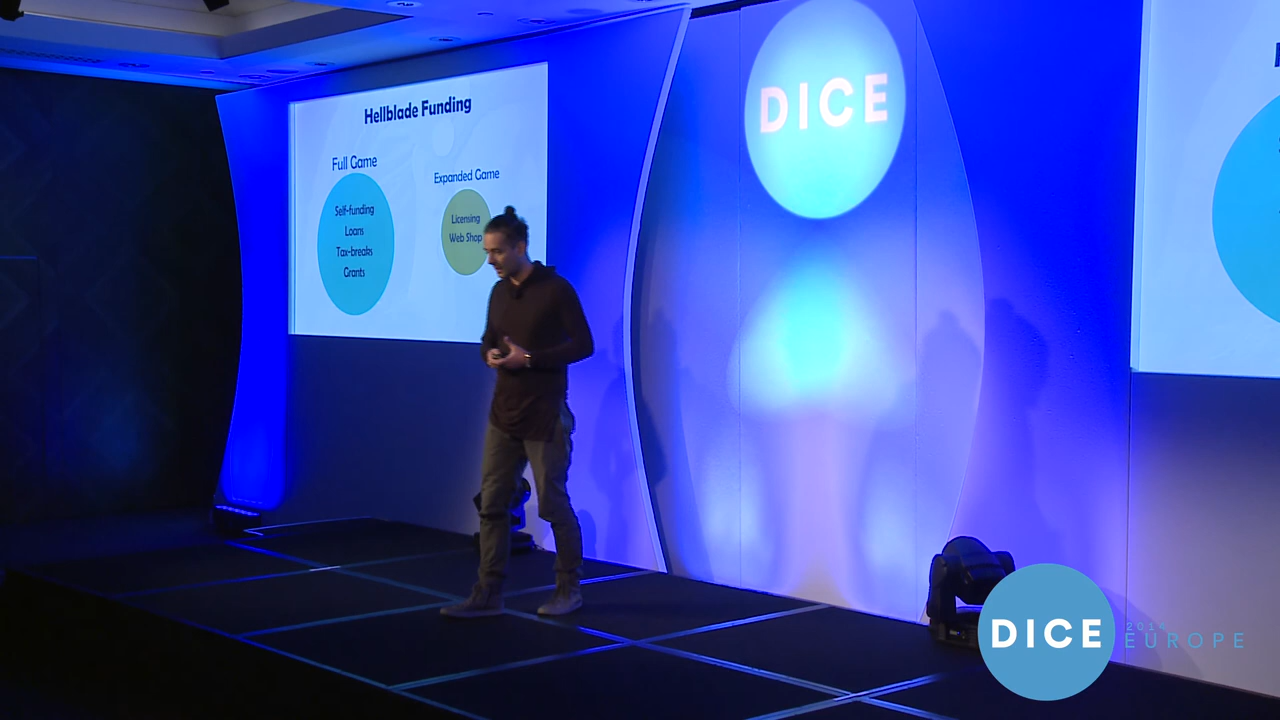 Hellblade Funding
Full Game
Expanded Game
Self-funding
Loans
Tax-breaks
Grants
Licensing
Web Shop
DICE
DICE
EUROPE